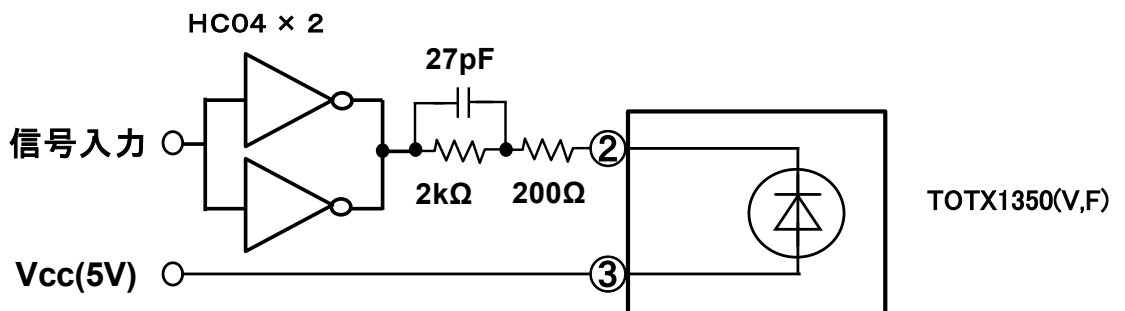 HC04 × 2
27pF
信号入力
②
2kΩ
200Ω
TOTX1350(V,F)
Vcc(5V)
③